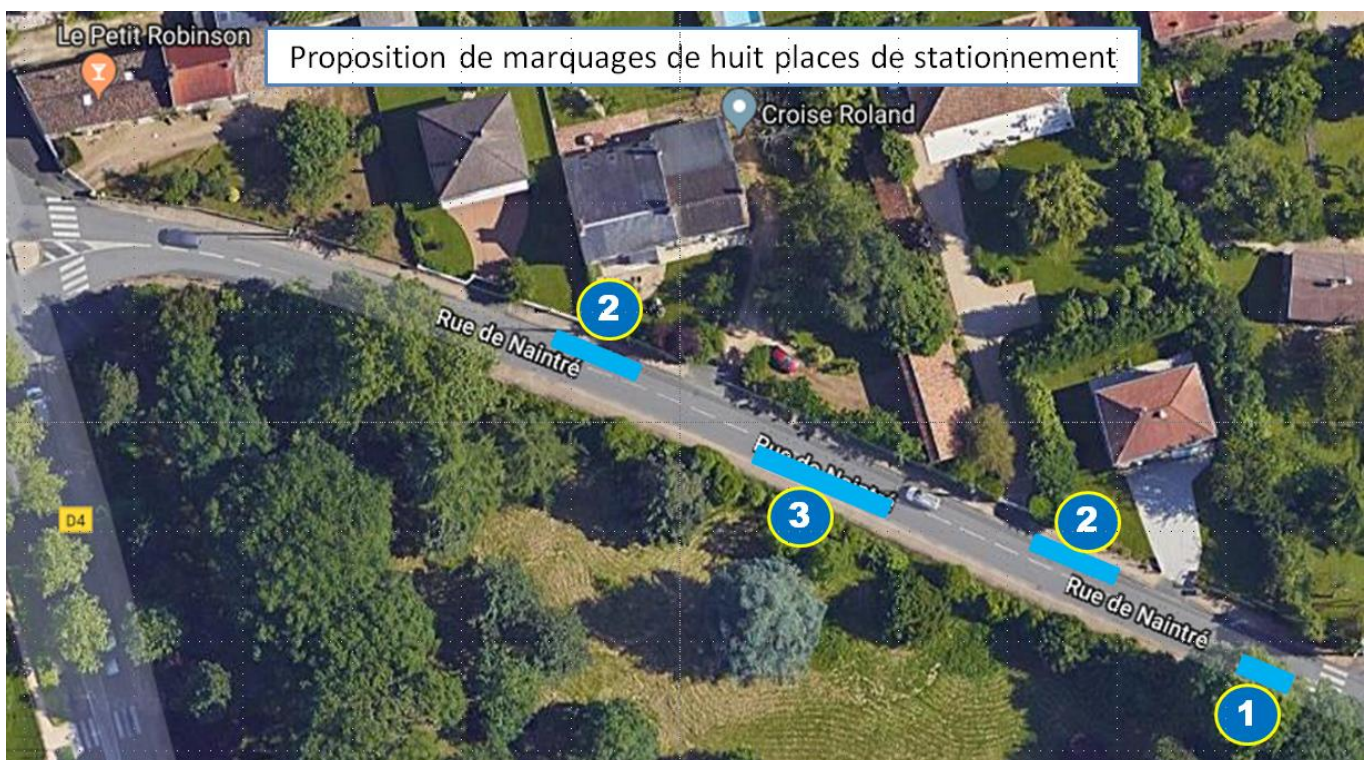 Le Petit Robinson
Proposition de marquages de huit places de stationnement
Croise Roland
2
Rue de Naintré
Rue de Naintré
3
2
D4
Rue de Naintré
1